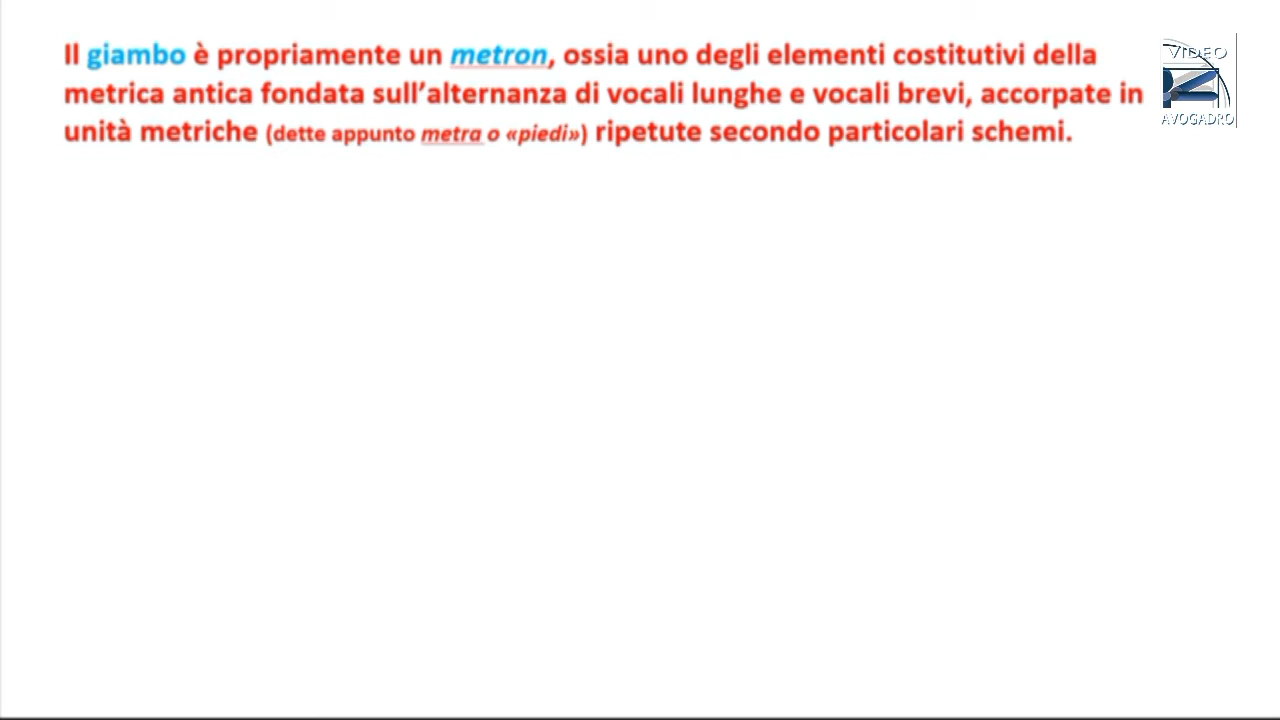 Il giambo è propriamente un metron, ossia uno degli elementi costitutivi della
metrica antica fondata sull’alternanza di vocali lunghe e vocali brevi, accorpate in
unità metriche (dette appunto metra o «piedi») ripetute secondo particolari schemi.
VIDEO
AVOGADRO